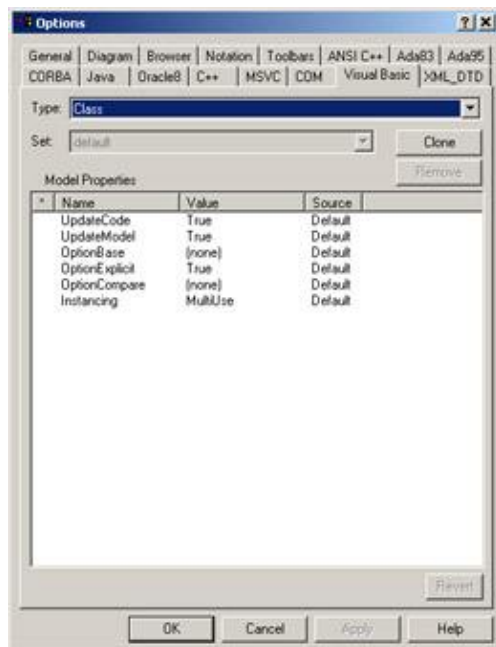 Options
General Diagram Browser Notation Toolbars ANSI C++ Ada83 Ada95
CORBA Java Oracle8 C++ MSVC COM Visual Basic XML_DTD
Type: Class
Set: default Clone
Remove
Model Properties
* Name Value Source
UpdateCode True Default
UpdateModel True Default
OptionBase (none) Default
OptionExplicit True Default
OptionCompare (none) Default
Instancing MultiUse Default
Revert
OK Cancel Apply Help